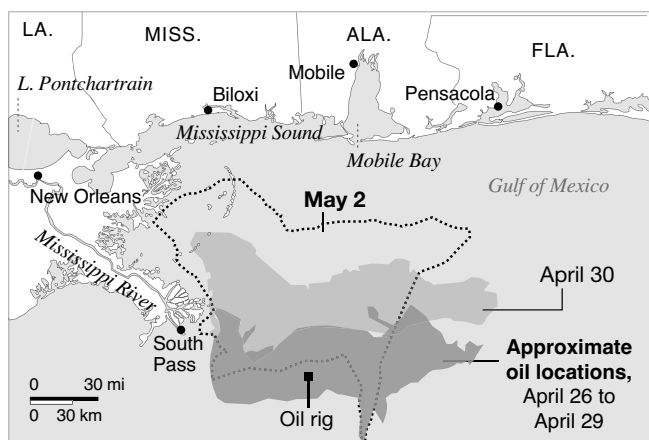 LA.
MISS.
ALA.
FLA.
Mobile
L. Pontchartrain
Biloxi
Pensacola
Mississippi Sound
Mobile Bay
New Orleans
May 2
Gulf of Mexico
Mississippi River
April 30
South
Pass
Approximate
oil locations,
April 26 to
April 29
0 30 mi
0 30 km
Oil rig